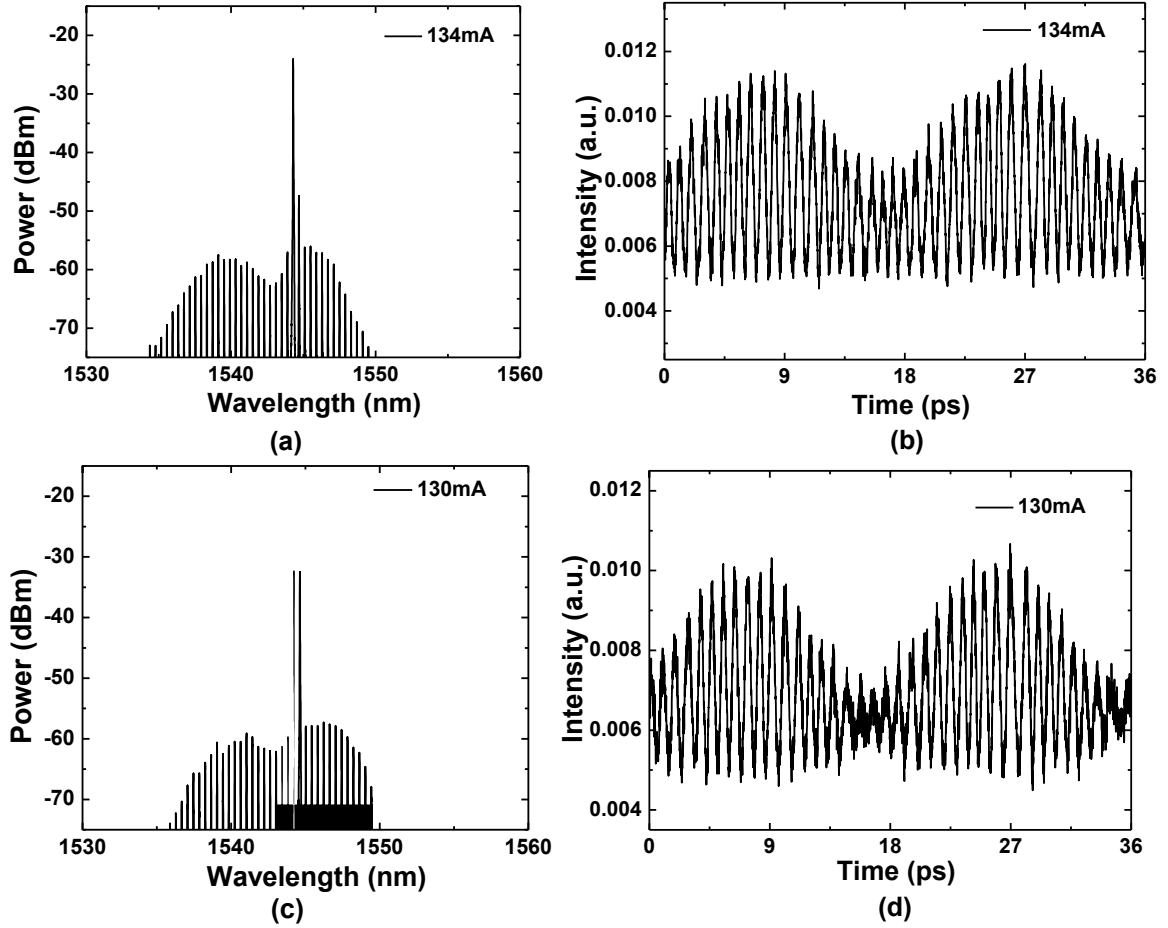 134mA
-20
-30
-40
-50
-60
-70
Power (dBm)
1530 1540 1550 1560
Wavelength (nm)
(a)
134mA
0.012
0.010
0.008
0.006
0.004
Intensity (a.u.)
0 9 18 27 36
Time (ps)
(b)
130mA
-20
-30
-40
-50
-60
-70
Power (dBm)
1530 1540 1550 1560
Wavelength (nm)
(c)
130mA
0.012
0.010
0.008
0.006
0.004
Intensity (a.u.)
0 9 18 27 36
Time (ps)
(d)